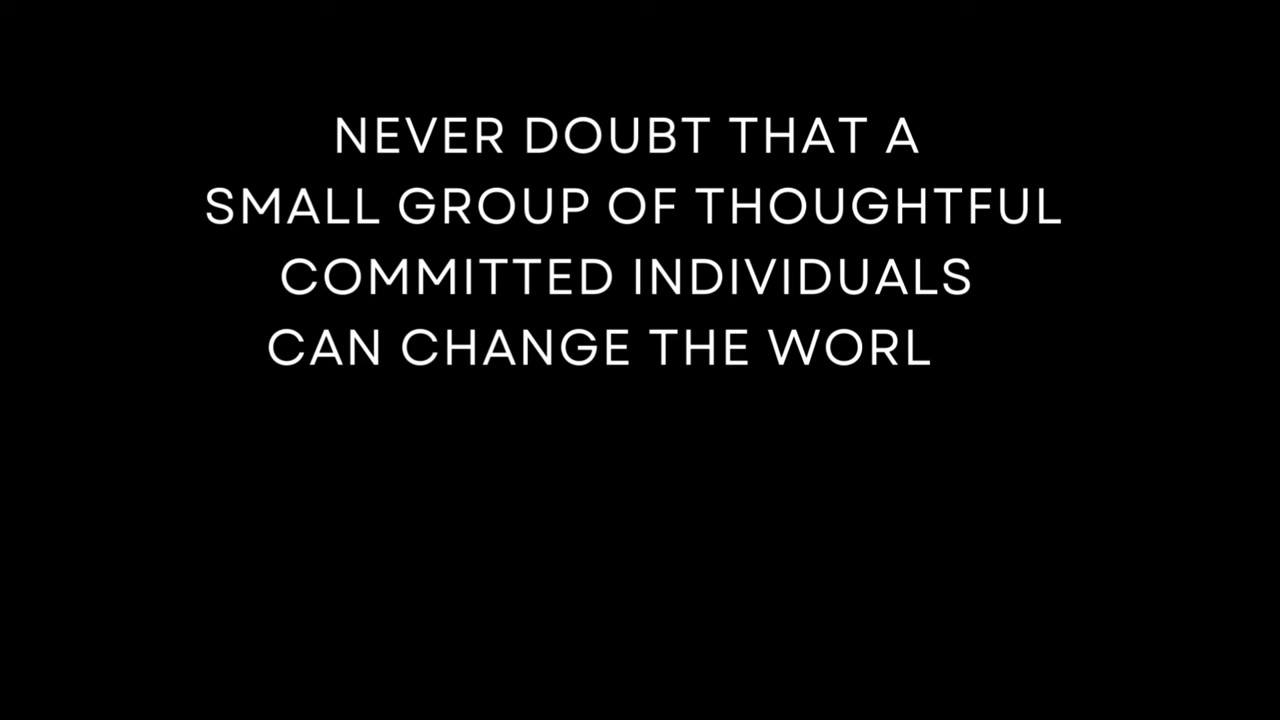 NEVER DOUBT THAT A
SMALL GROUP OF THOUGHTFUL
COMMITTED INDIVIDUALS
CAN CHANGE THE WORL